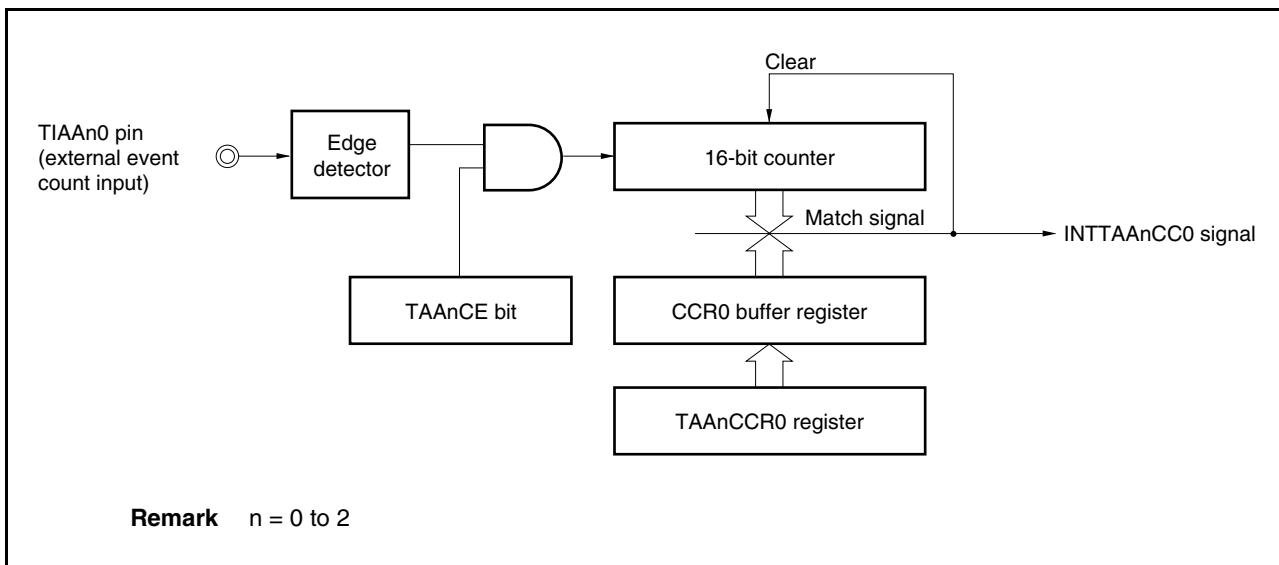 Clear
TIAAn0 pin
(external event
count input)
Edge
detector
16-bit counter
Match signal
INTTAAnCC0 signal
TAAnCE bit
CCR0 buffer register
TAAnCCR0 register
Remark n = 0 to 2